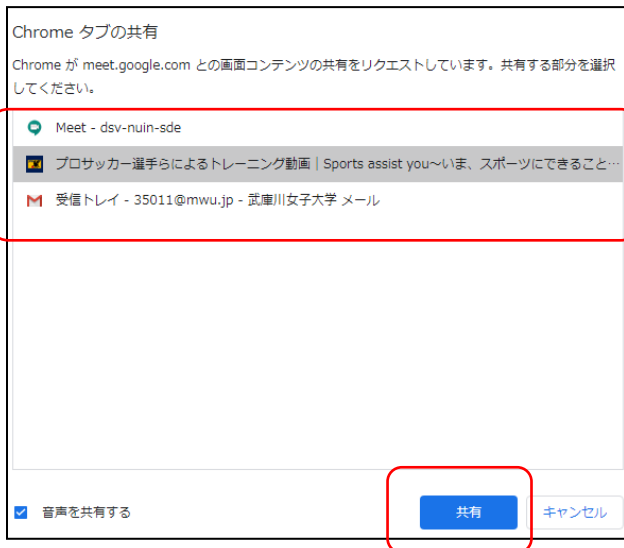 Chrome タブの共有
Chrome が meet.google.com との画面コンテンツの共有をリクエストしています。共有する部分を選択
してください。
Meet - dsv-nuin-sde
プロサッカー選手らによるトレーニング動画 | Sports assist you～いま、スポーツにできること…
受信トレイ - 35011@mwu.jp - 武庫川女子大学 メール
音声を共有する
共有
キャンセル